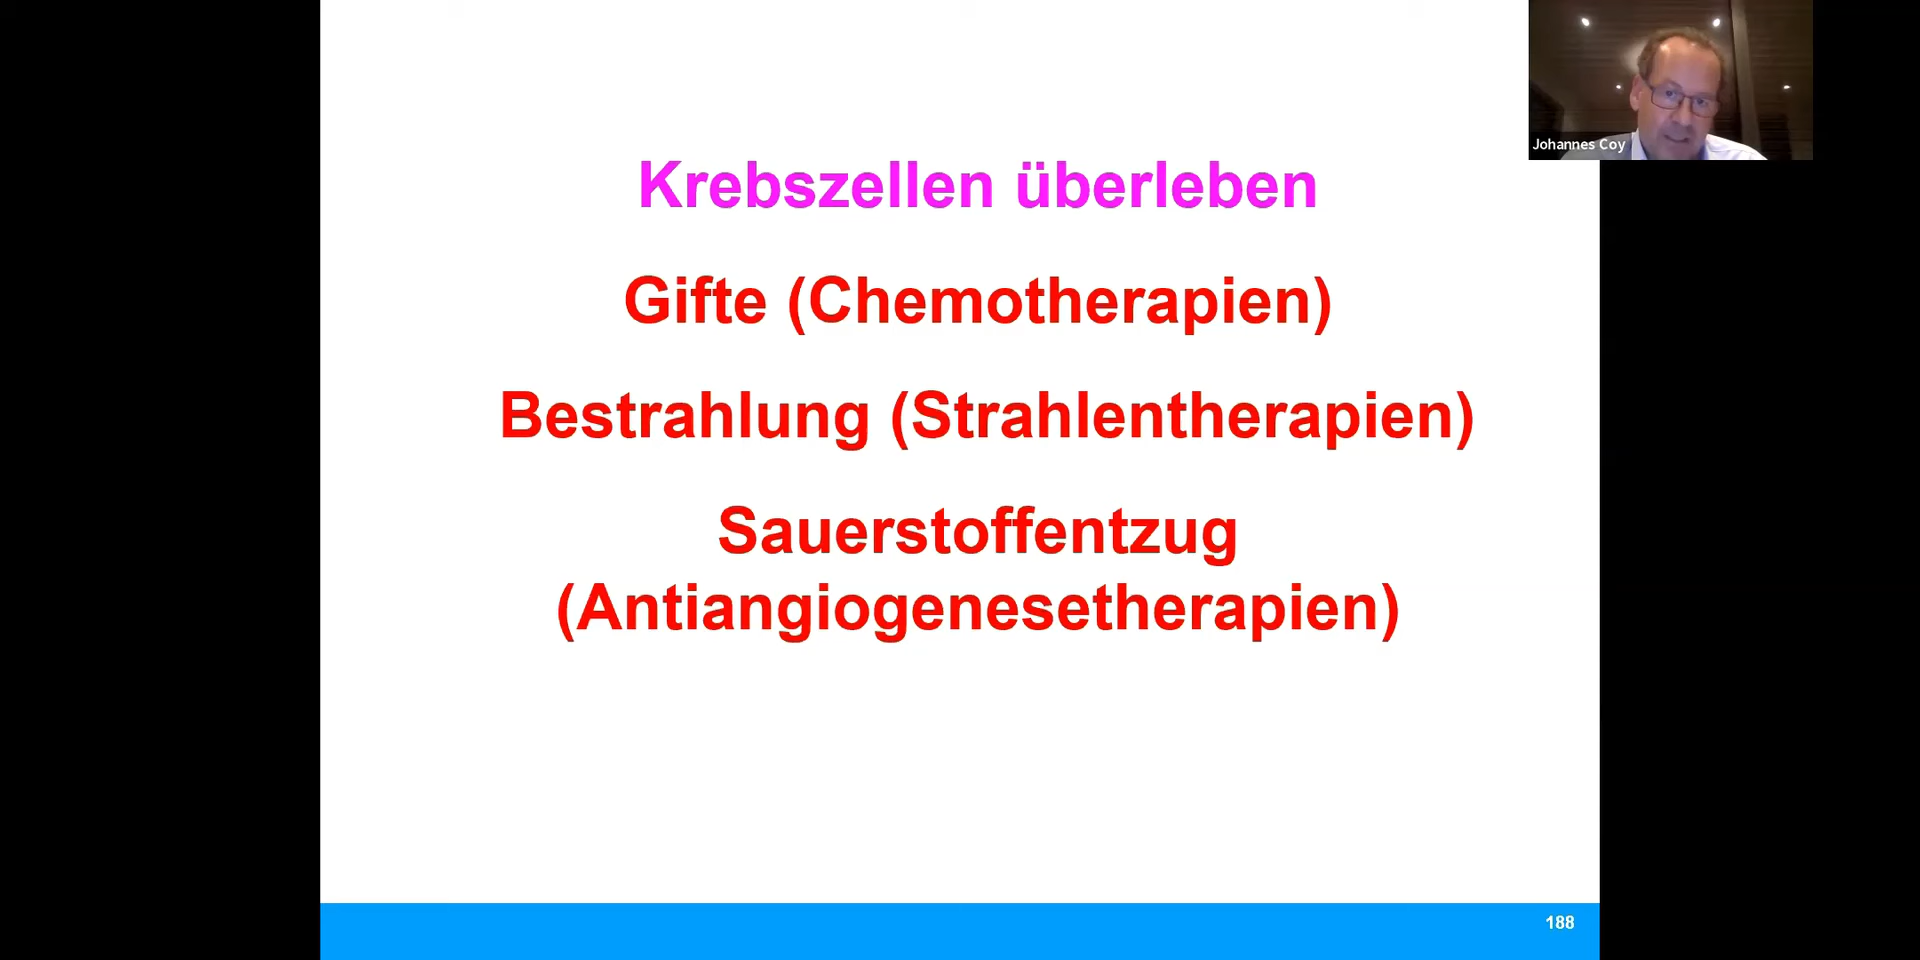 Johannes Coy
Krebszellen überleben
Gifte (Chemotherapien)
Bestrahlung (Strahlentherapien)
Sauerstoffentzug
(Antiangiogenesetherapien)
188